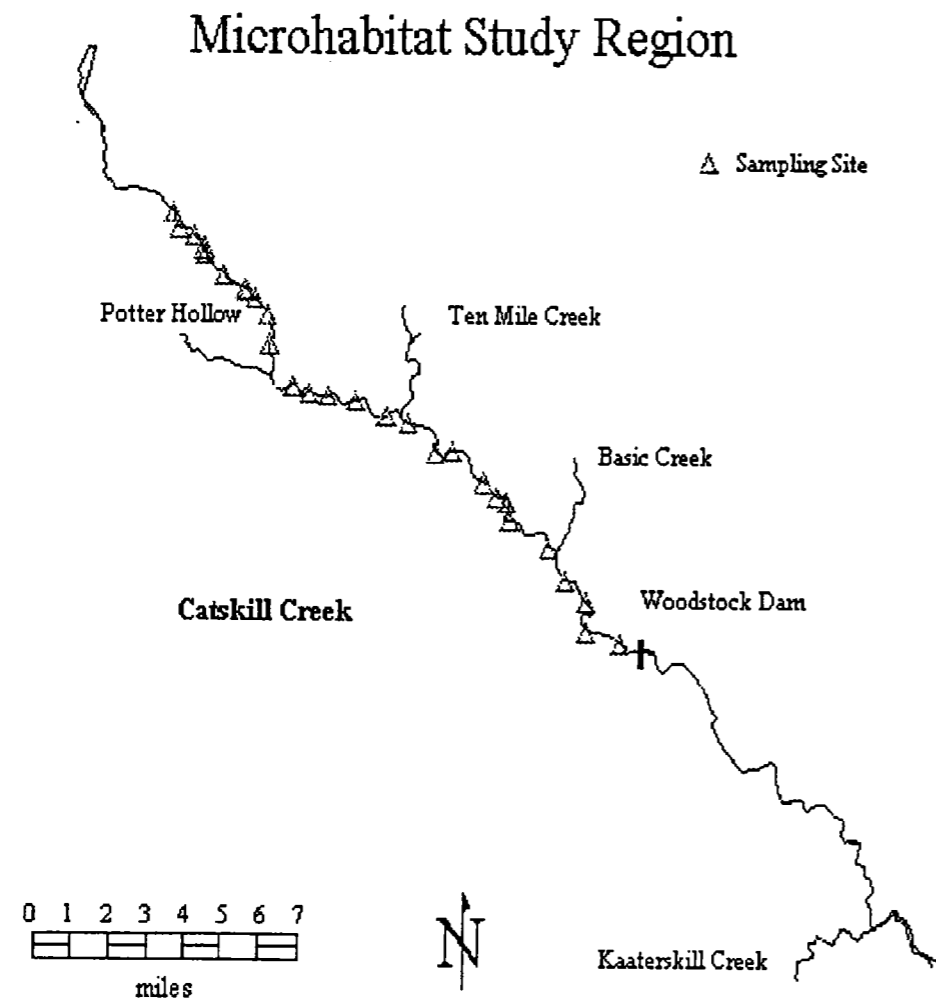 Microhabitat Study Region
Sampling Site
Potter Hollow
Ten Mile Creek
Basic Creek
Catskill Creek
Woodstock Dam
0 1 2 3 4 5 6 7
miles
N
Kaaterskill Creek